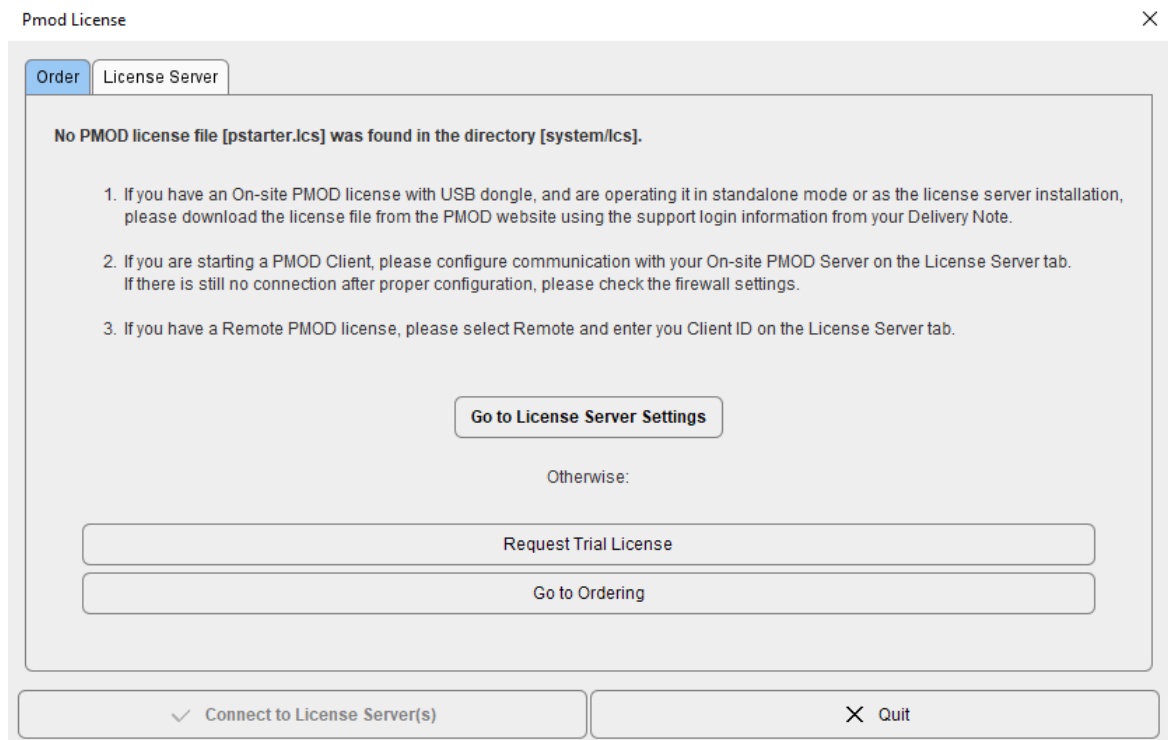 Pmod License
Order
License Server
No PMOD license file [pstarter.lcs] was found in the directory [system/lcs].
1. If you have an On-site PMOD license with USB dongle, and are operating it in standalone mode or as the license server installation,
please download the license file from the PMOD website using the support login information from your Delivery Note.
2. If you are starting a PMOD Client, please configure communication with your On-site PMOD Server on the License Server tab.
If there is still no connection after proper configuration, please check the firewall settings.
3. If you have a Remote PMOD license, please select Remote and enter you Client ID on the License Server tab.
Go to License Server Settings
Otherwise:
Request Trial License
Go to Ordering
Connect to License Server(s)
Quit